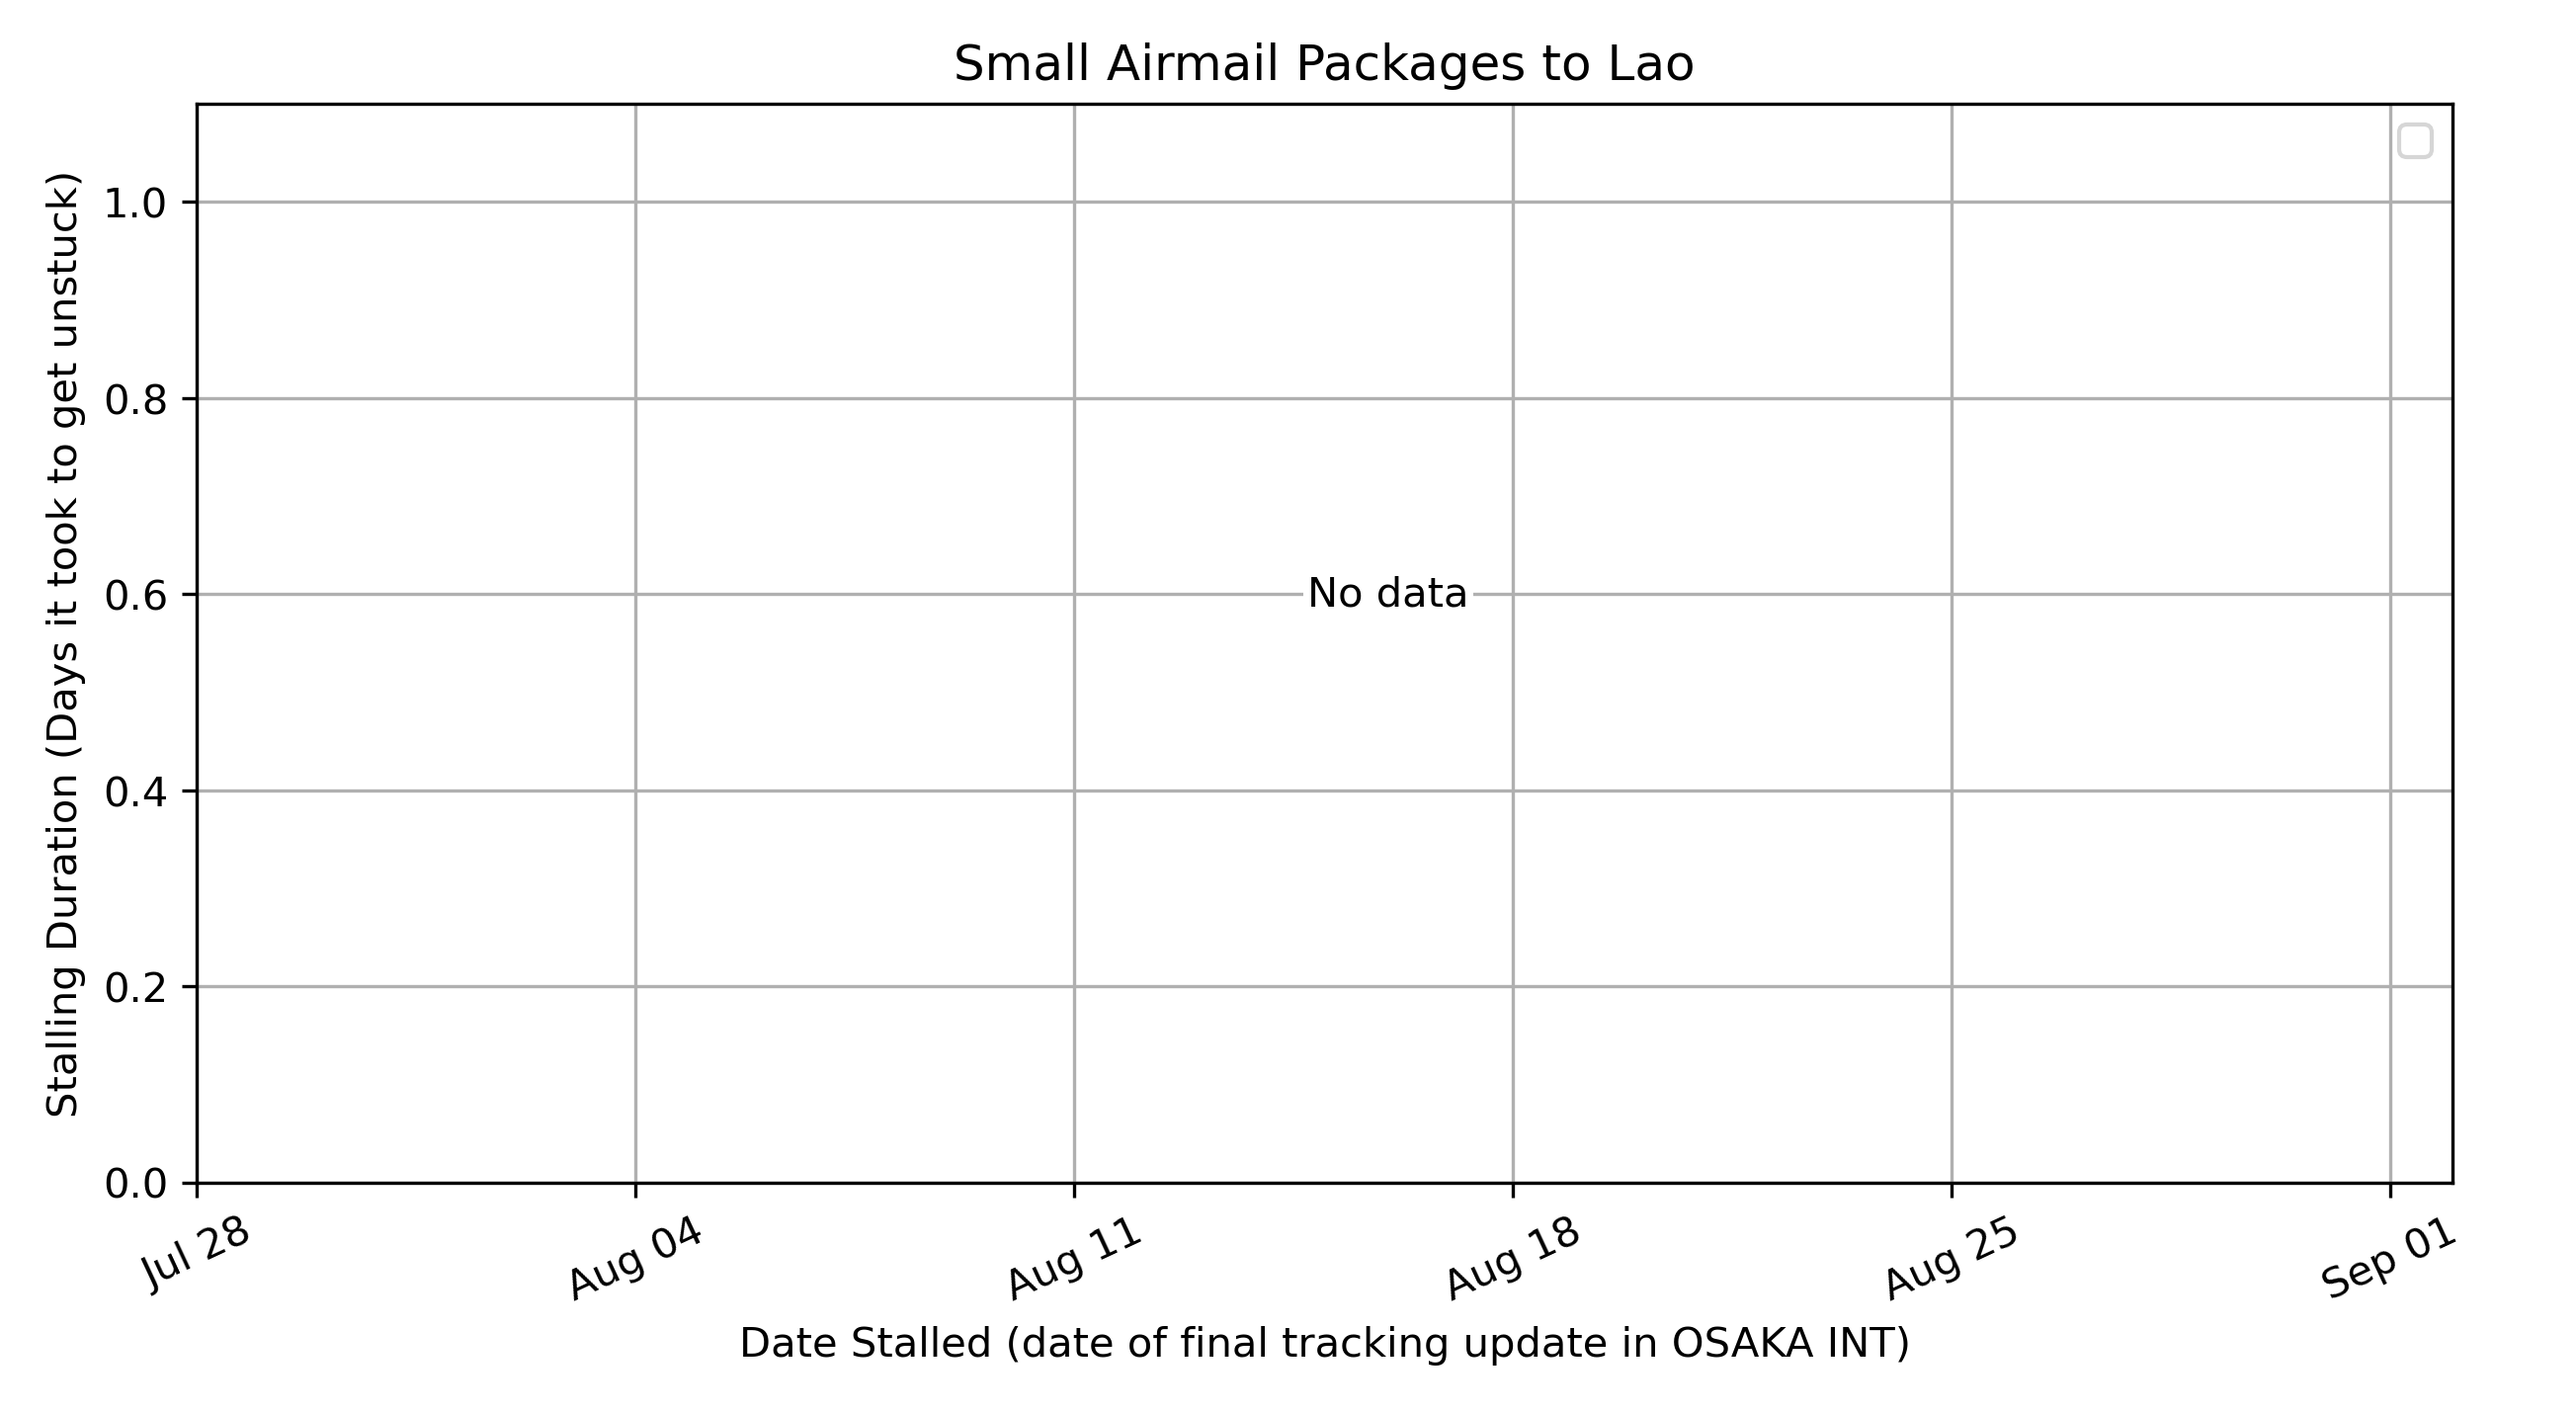 Small Airmail Packages to Lao
Stalling Duration (Days it took to get unstuck)
1.0
0.8
0.6
0.4
0.2
0.0
No data
Jul 28
Aug 04
Aug 11
Aug 18
Aug 25
Sep 01
Date Stalled (date of final tracking update in OSAKA INT)